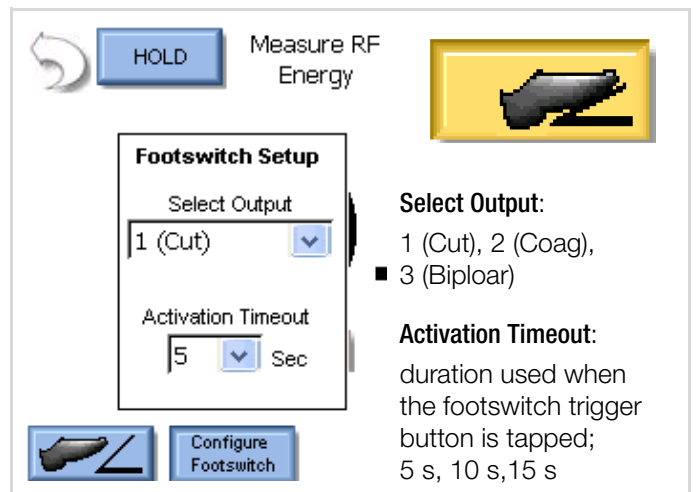 HOLD
Measure RF
Energy
Footswitch Setup
Select Output
1 (Cut)
Activation Timeout
5 Sec
Configure
Footswitch
Select Output:
1 (Cut), 2 (Coag),
3 (Biploar)
Activation Timeout:
duration used when
the footswitch trigger
button is tapped;
5 s, 10 s,15 s